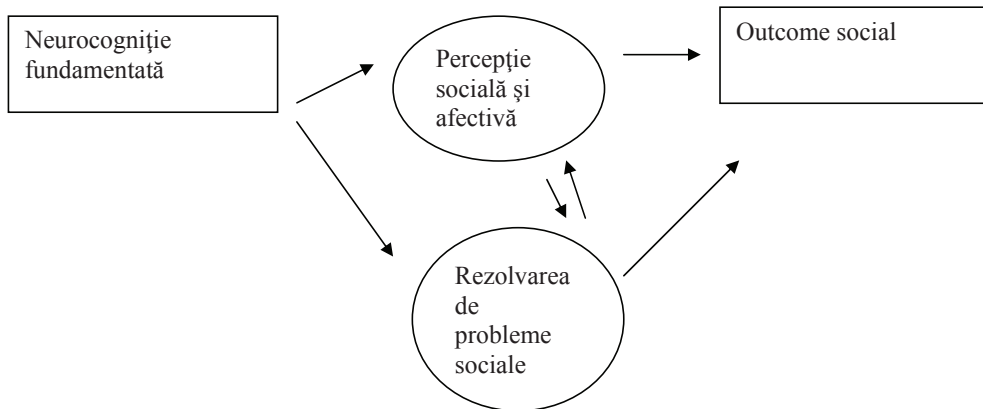 Neurocogniţie
fundamentată
Percepţie
socială şi
afectivă
Outcome social
Rezolvarea
de
probleme
sociale